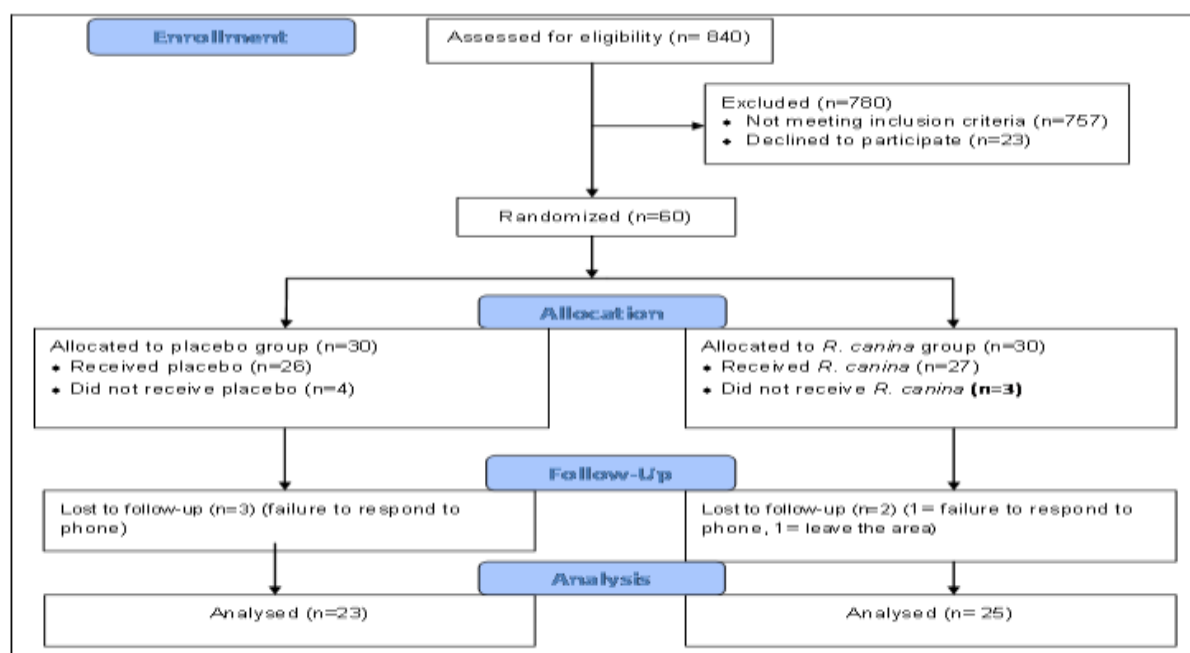 Enrollment
Assessed for eligibility (n= 840)
Excluded (n=780)
♦ Not meeting inclusion criteria (n=757)
♦ Declined to participate (n=23)
Randomized (n=60)
Allocation
Allocated to placebo group (n=30)
♦ Received placebo (n=26)
♦ Did not receive placebo (n=4)
Allocated to R. canina group (n=30)
♦ Received R. canina (n=27)
♦ Did not receive R. canina (n=3)
Follow-Up
Lost to follow-up (n=3) (failure to respond to
phone)
Lost to follow-up (n=2) (1= failure to respond to
phone, 1= leave the area)
Analysis
Analysed (n=23)
Analysed (n= 25)